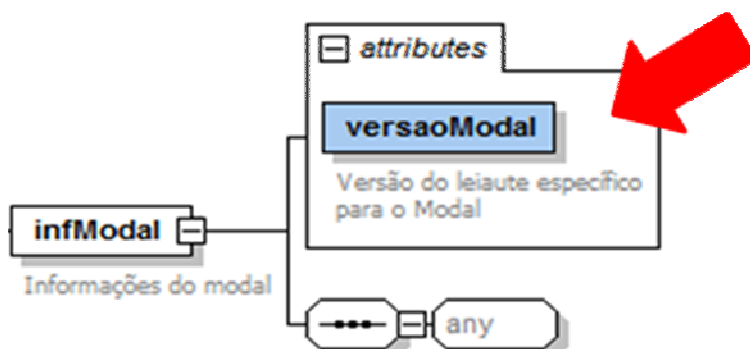 attributes
versaoModal
Versão do leiaute específico
para o Modal
infModal
Informações do modal
any